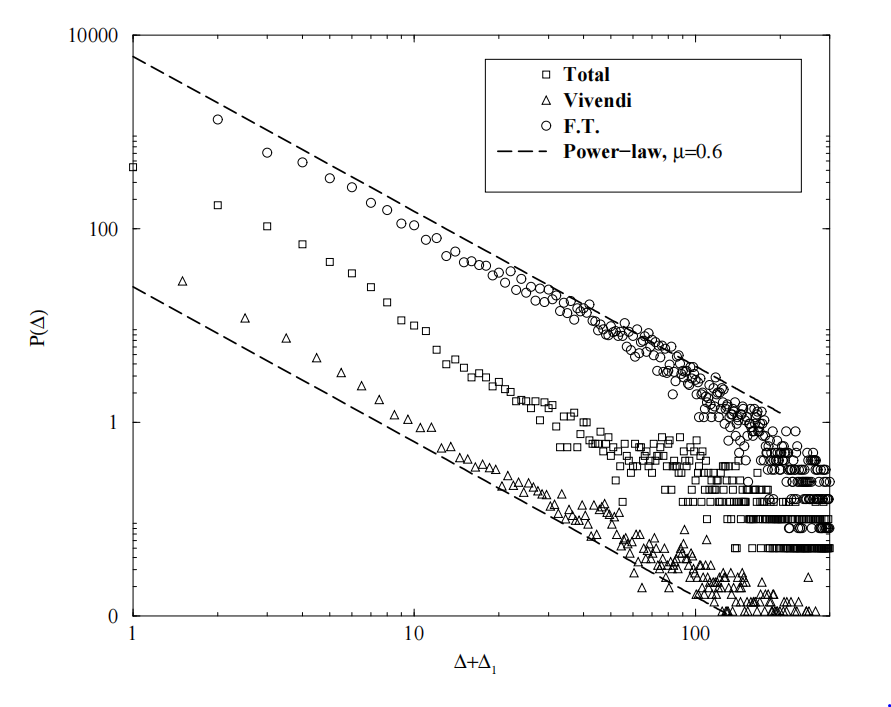 10000
100
1
0
P(Δ)
Total
Vivendi
F.T.
Power−law, μ=0.6
1
10
100
Δ+Δ₁